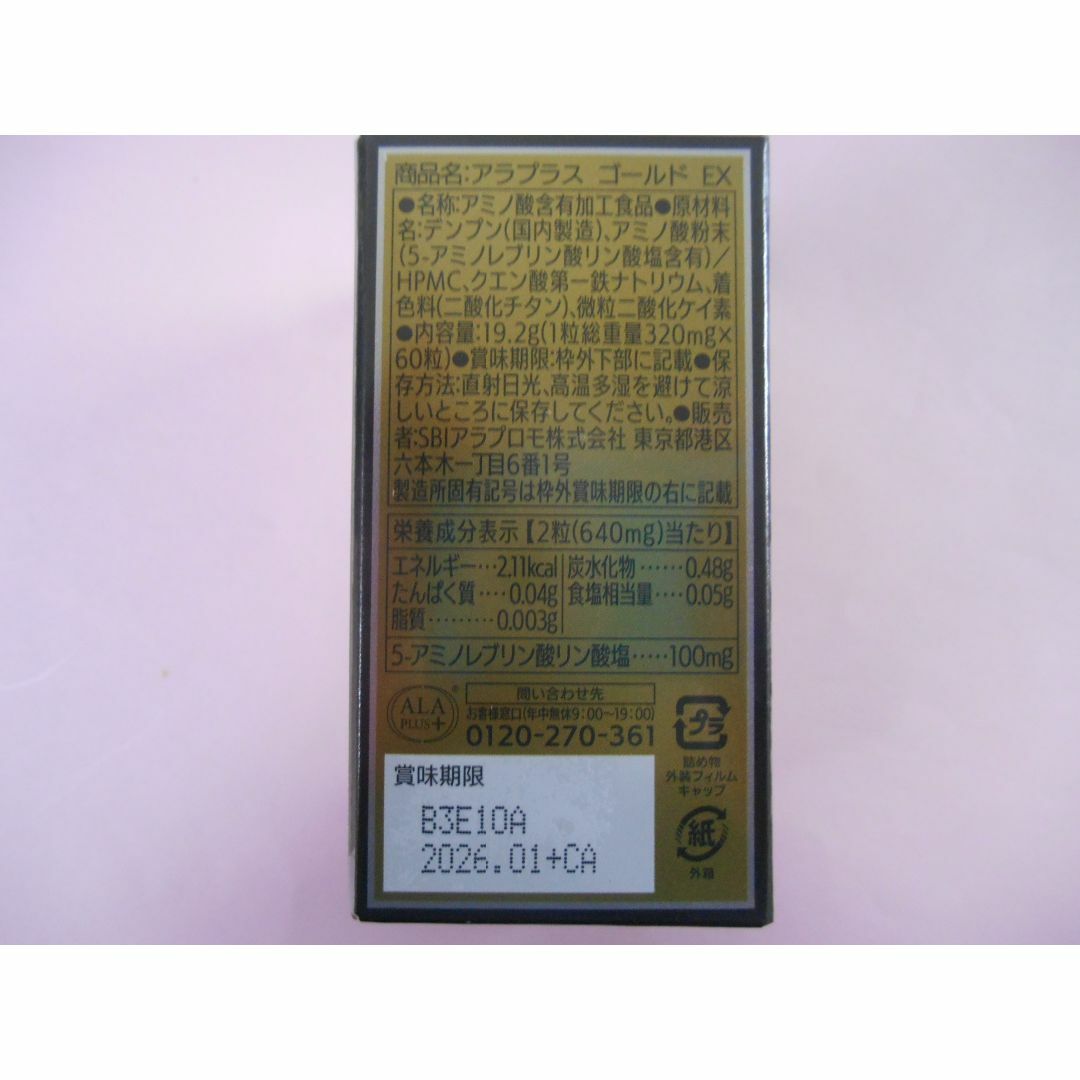 商品名:アラプラス ゴールド EX
●名称:アミノ酸含有加工食品●原材料
名:デンプン(国内製造)、アミノ酸粉末
(5-アミノレブリン酸リン酸塩含有)/
HPMC、クエン酸第一鉄ナトリウム、着
色料(二酸化チタン)、微粒二酸化ケイ素
●内容量:19.2g(1粒総重量320mg×
60粒)●賞味期限:枠外下部に記載●保
存方法:直射日光、高温多湿を避けて涼
しいところに保存してください。●販売
者:SBIアラプロモ株式会社 東京都港区
六本木一丁目6番1号
製造所固有記号は枠外賞味期限の右に記載
栄養成分表示【2粒(640mg)当たり】
エネルギー…2.11kcal
たんぱく質‥‥0.04g
脂質………0.003g
炭水化物……0.48g
食塩相当量‥‥0.05g
5-アミノレブリン酸リン酸塩……100mg
ALA
PLUS+
®
問い合わせ先
お客様窓口(年中無休9:00~19:00)
0120-270-361
プラ
詰め物
外装フィルム
キャップ
紙
外箱
賞味期限
B3E10A
2026.01+CA